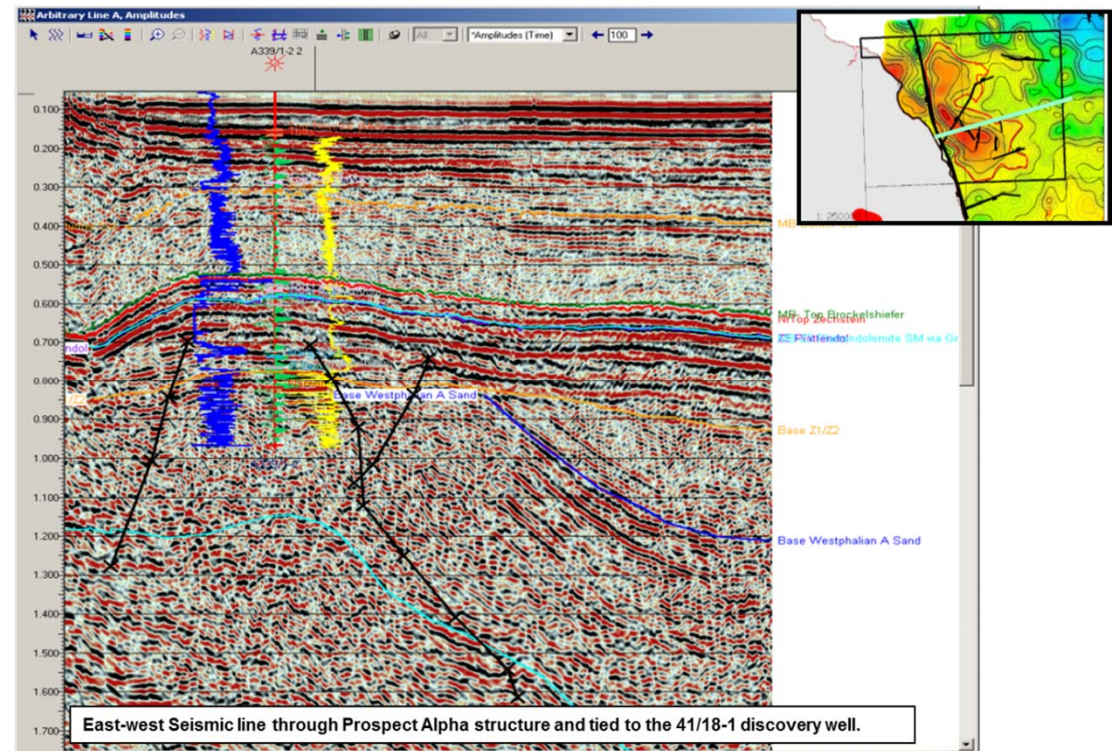 Arbitrary Line A, Amplitudes
All
*Amplitudes (Time)
100
A339/1-2 2
0.100
0.200
0.300
0.400
0.500
0.600
0.700
0.800
0.900
1.000
1.100
1.200
1.300
1.400
1.500
1.600
1.700
MB- Top Brockelshiefer
Top Zechstein
Base Westphalian A Sand
Base Z1/Z2
Base Westphalian A Sand
East-west Seismic line through Prospect Alpha structure and tied to the 41/18-1 discovery well.